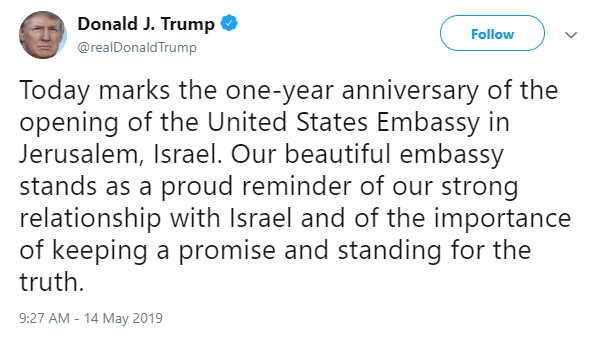 Donald J. Trump
@realDonaldTrump
Follow
Today marks the one-year anniversary of the
opening of the United States Embassy in
Jerusalem, Israel. Our beautiful embassy
stands as a proud reminder of our strong
relationship with Israel and of the importance
of keeping a promise and standing for the
truth.
9:27 AM - 14 May 2019